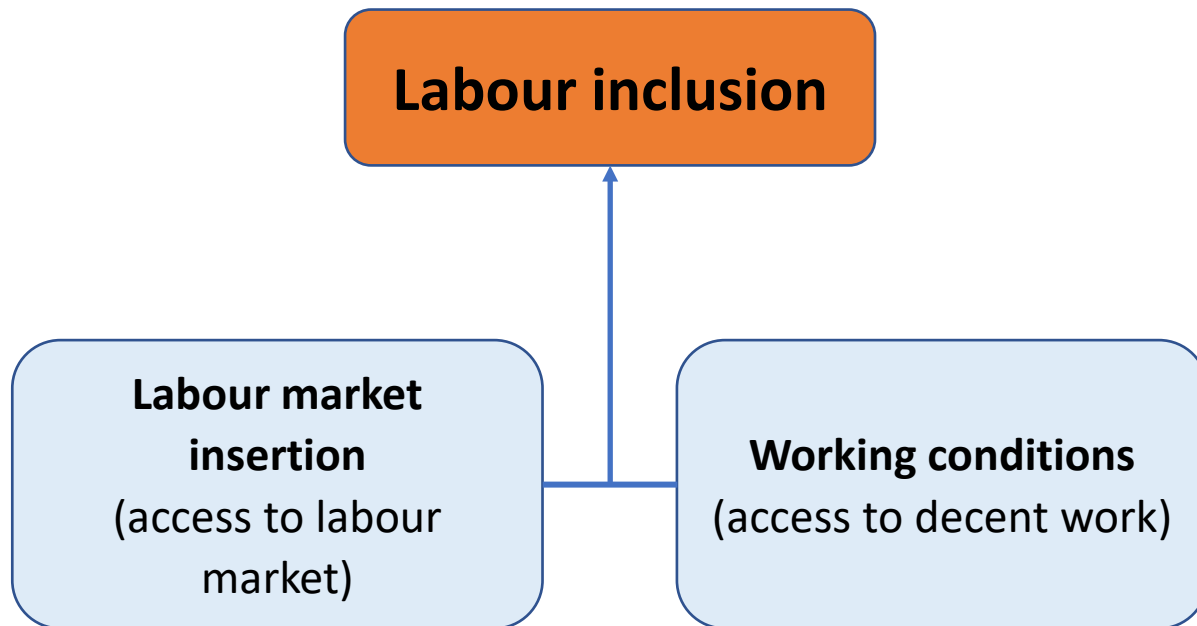 Labour inclusion
Labour market
insertion
(access to labour
market)
Working conditions
(access to decent work)